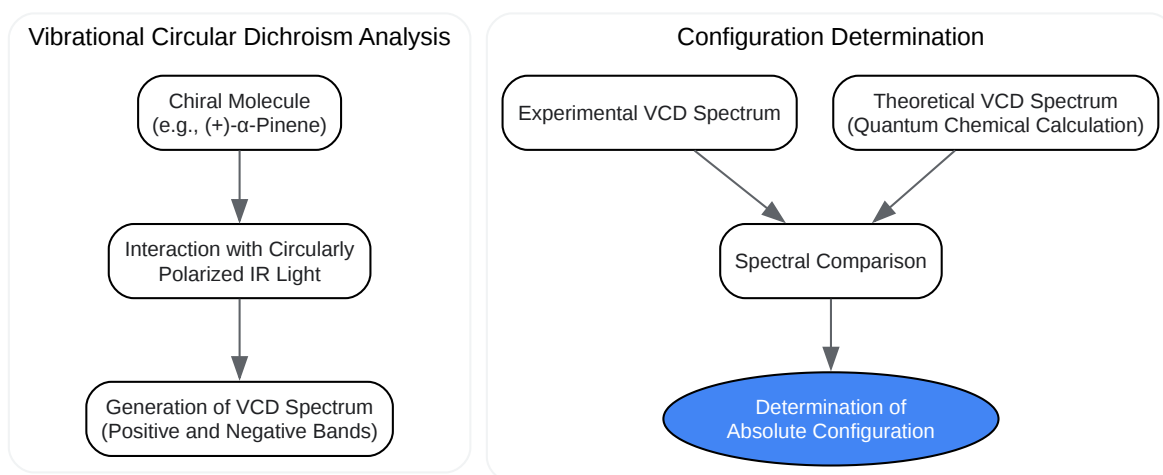 Vibrational Circular Dichroism Analysis
Chiral Molecule
(e.g., (+)-α-Pinene)
Interaction with Circularly
Polarized IR Light
Generation of VCD Spectrum
(Positive and Negative Bands)
Configuration Determination
Experimental VCD Spectrum
Theoretical VCD Spectrum
(Quantum Chemical Calculation)
Spectral Comparison
Determination of
Absolute Configuration